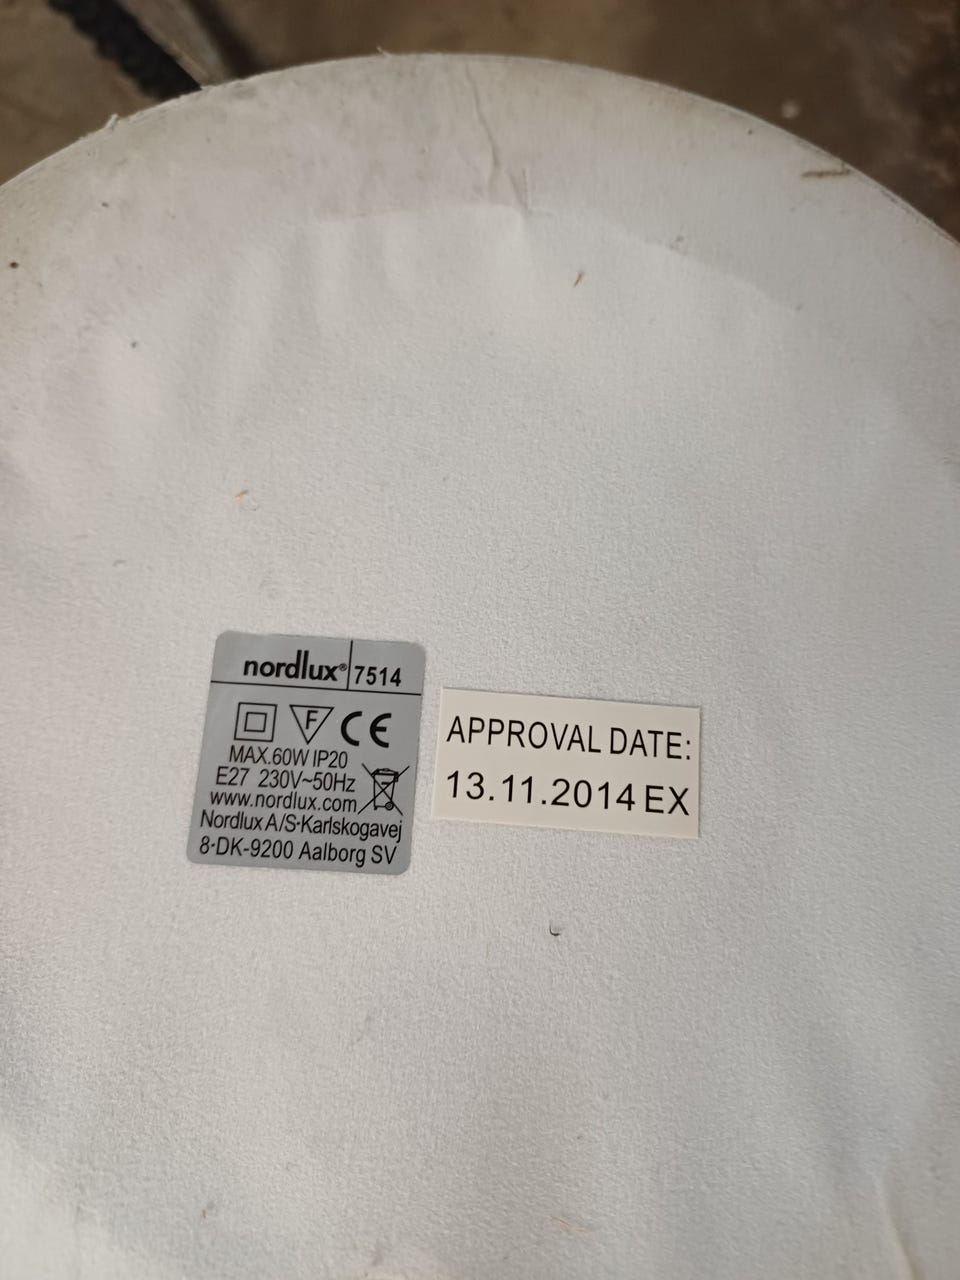 nordlux® 7514
F CE
MAX.60W IP20
E27 230V~50Hz
www.nordlux.com
Nordlux A/S·Karlskogavej
8·DK-9200 Aalborg SV
APPROVAL DATE:
13.11.2014 EX